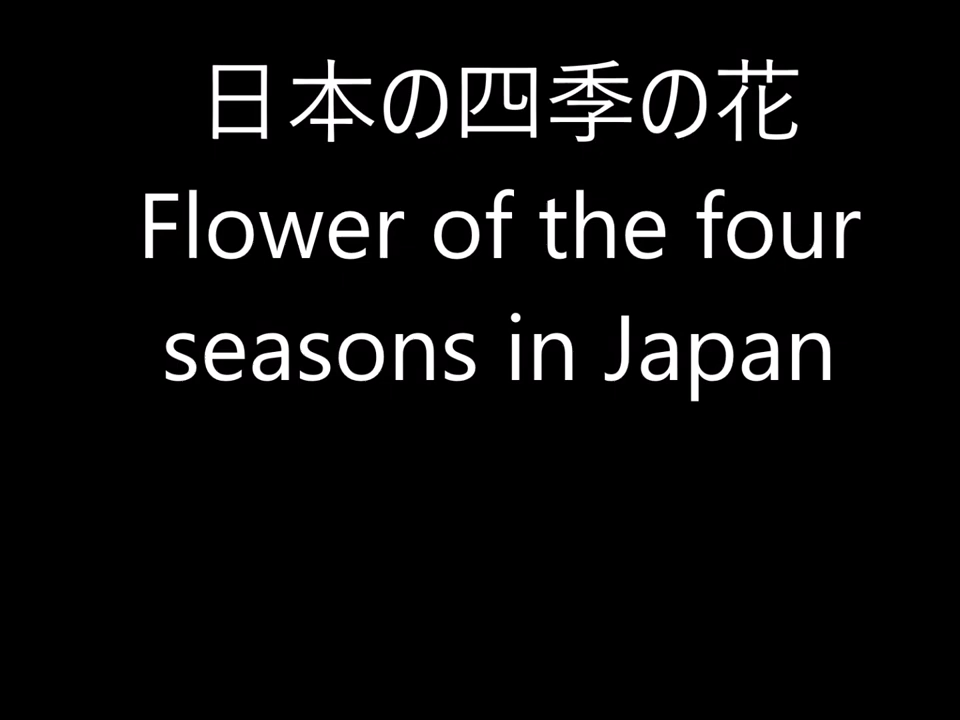 日本の四季の花
Flower of the four
seasons in Japan